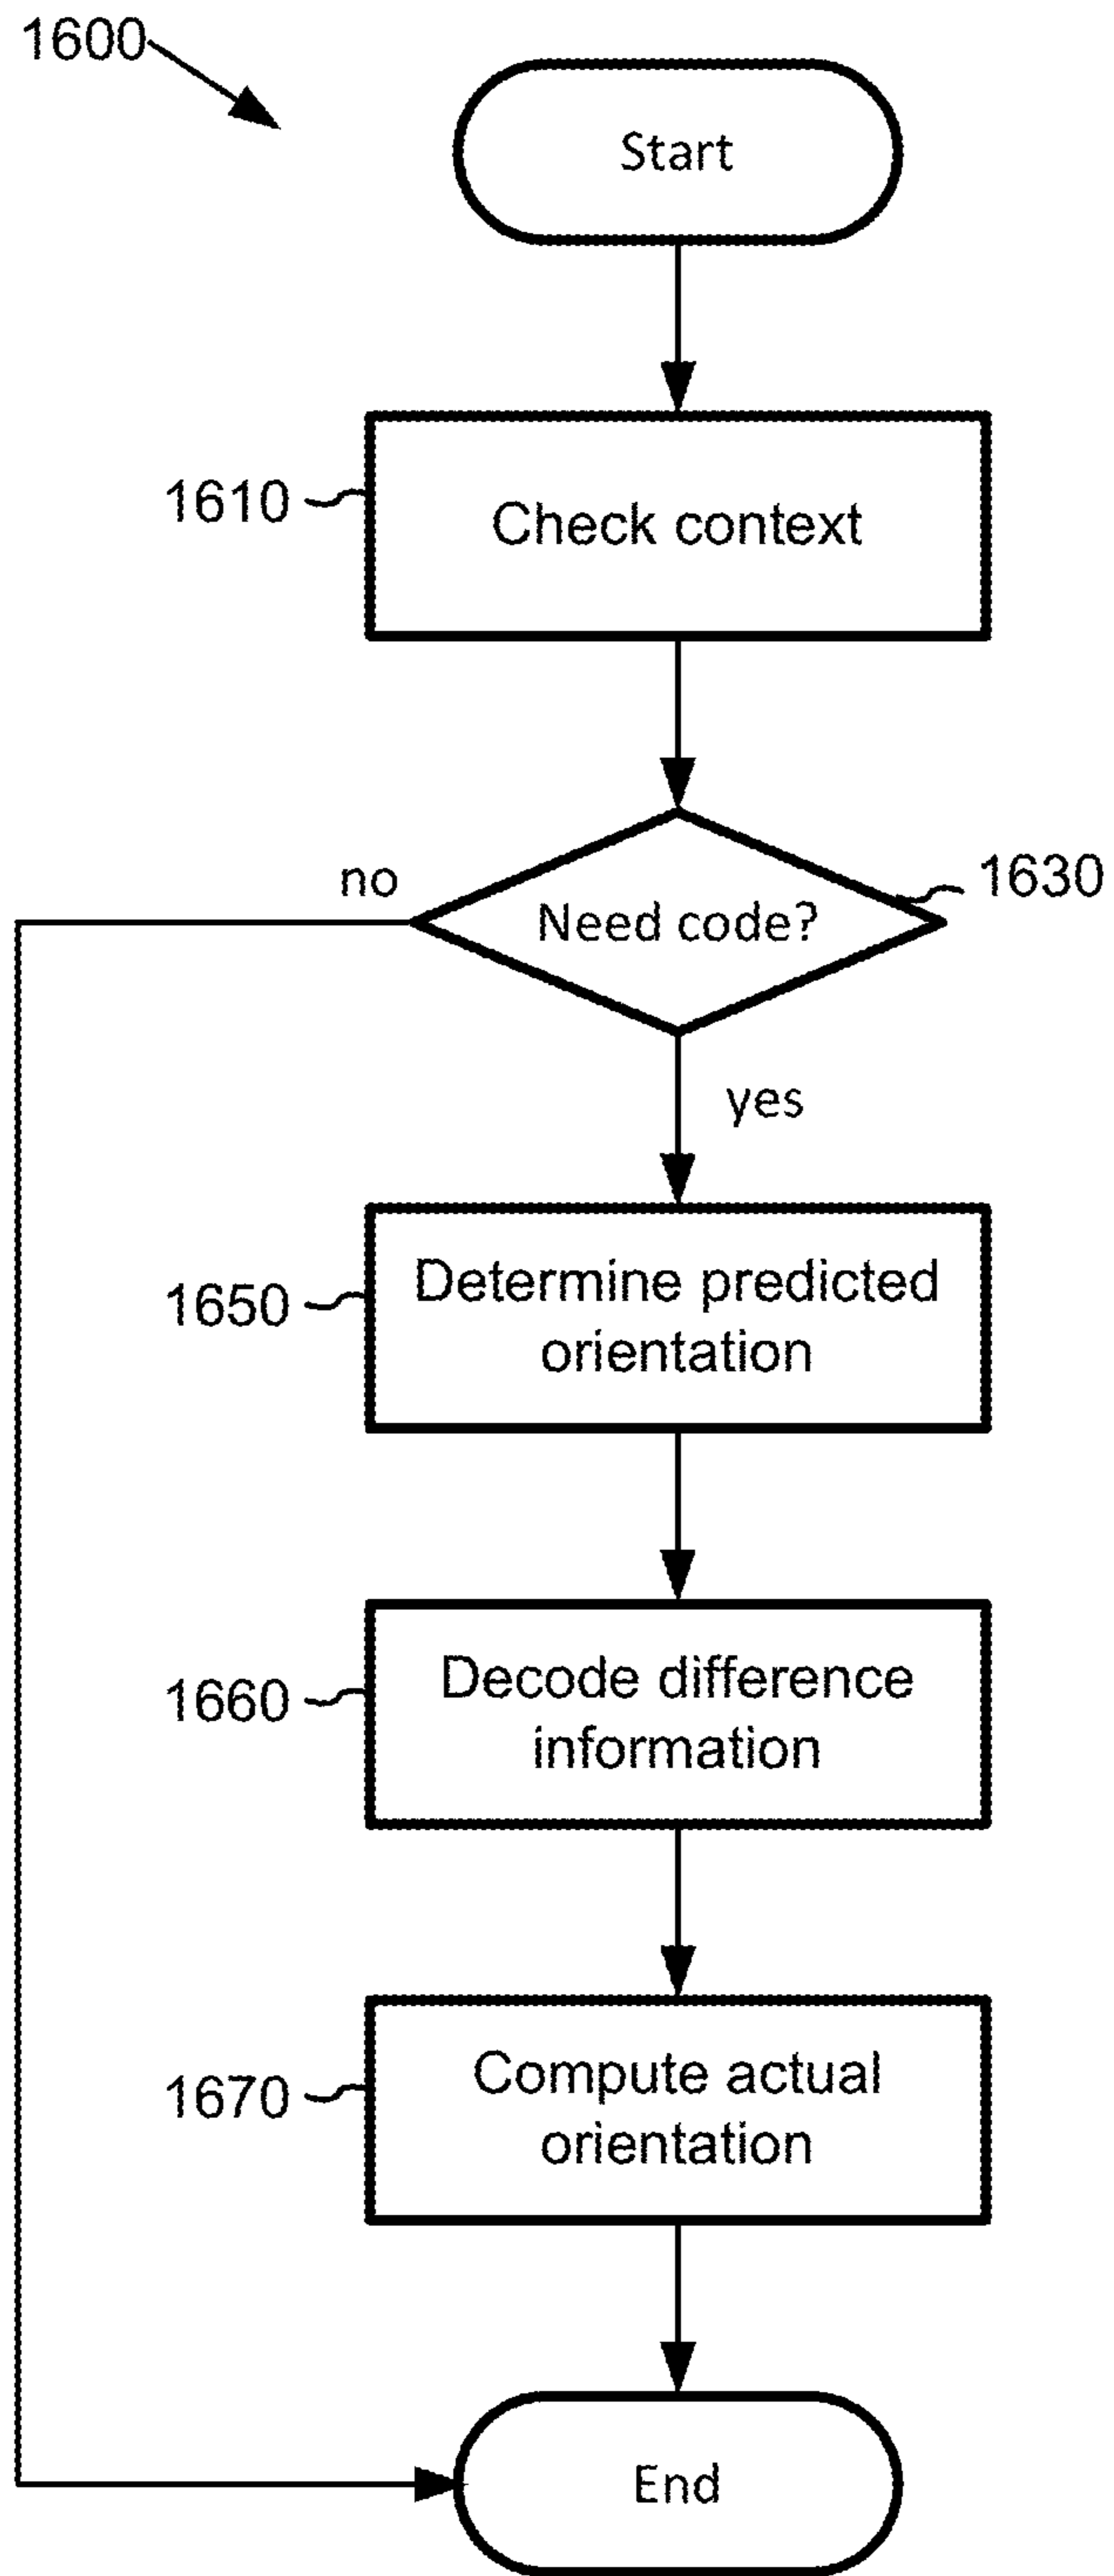 1600
Start
1610
Check context
no
1630
Need code?
yes
1650
Determine predicted
orientation
1660
Decode difference
information
1670
Compute actual
orientation
End